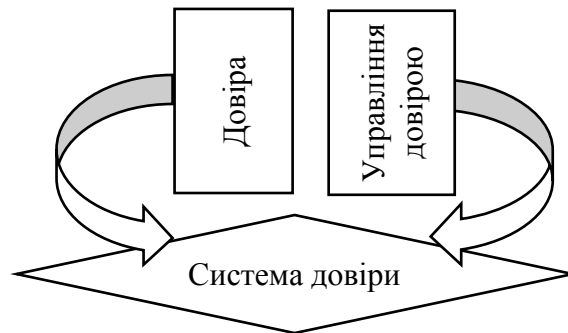 Довіра
Управління
довірою
Система довіри